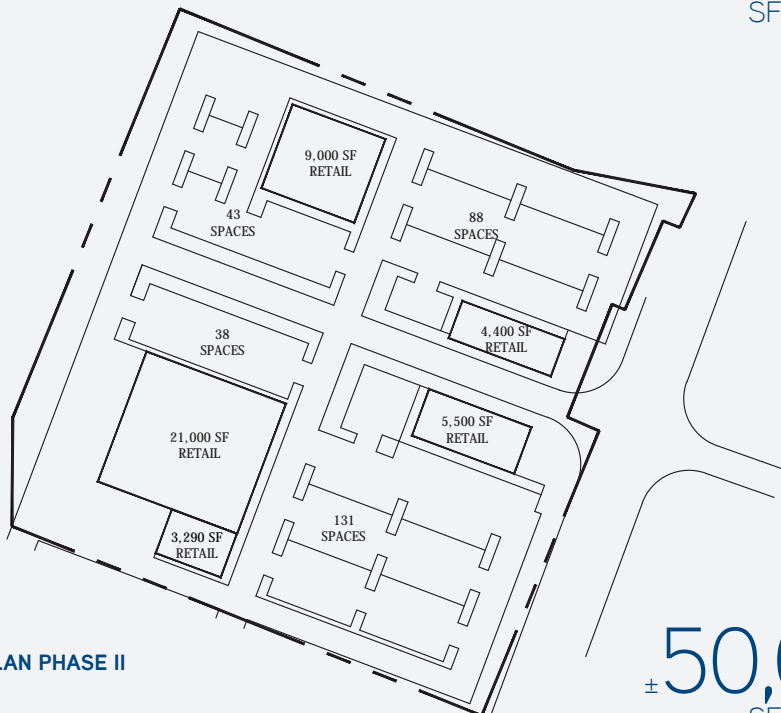 SF
9,000 SF
RETAIL
43
SPACES
88
SPACES
4,400 SF
RETAIL
38
SPACES
5,500 SF
RETAIL
21,000 SF
RETAIL
131
SPACES
3,290 SF
RETAIL
LAN PHASE II
±50,
SF